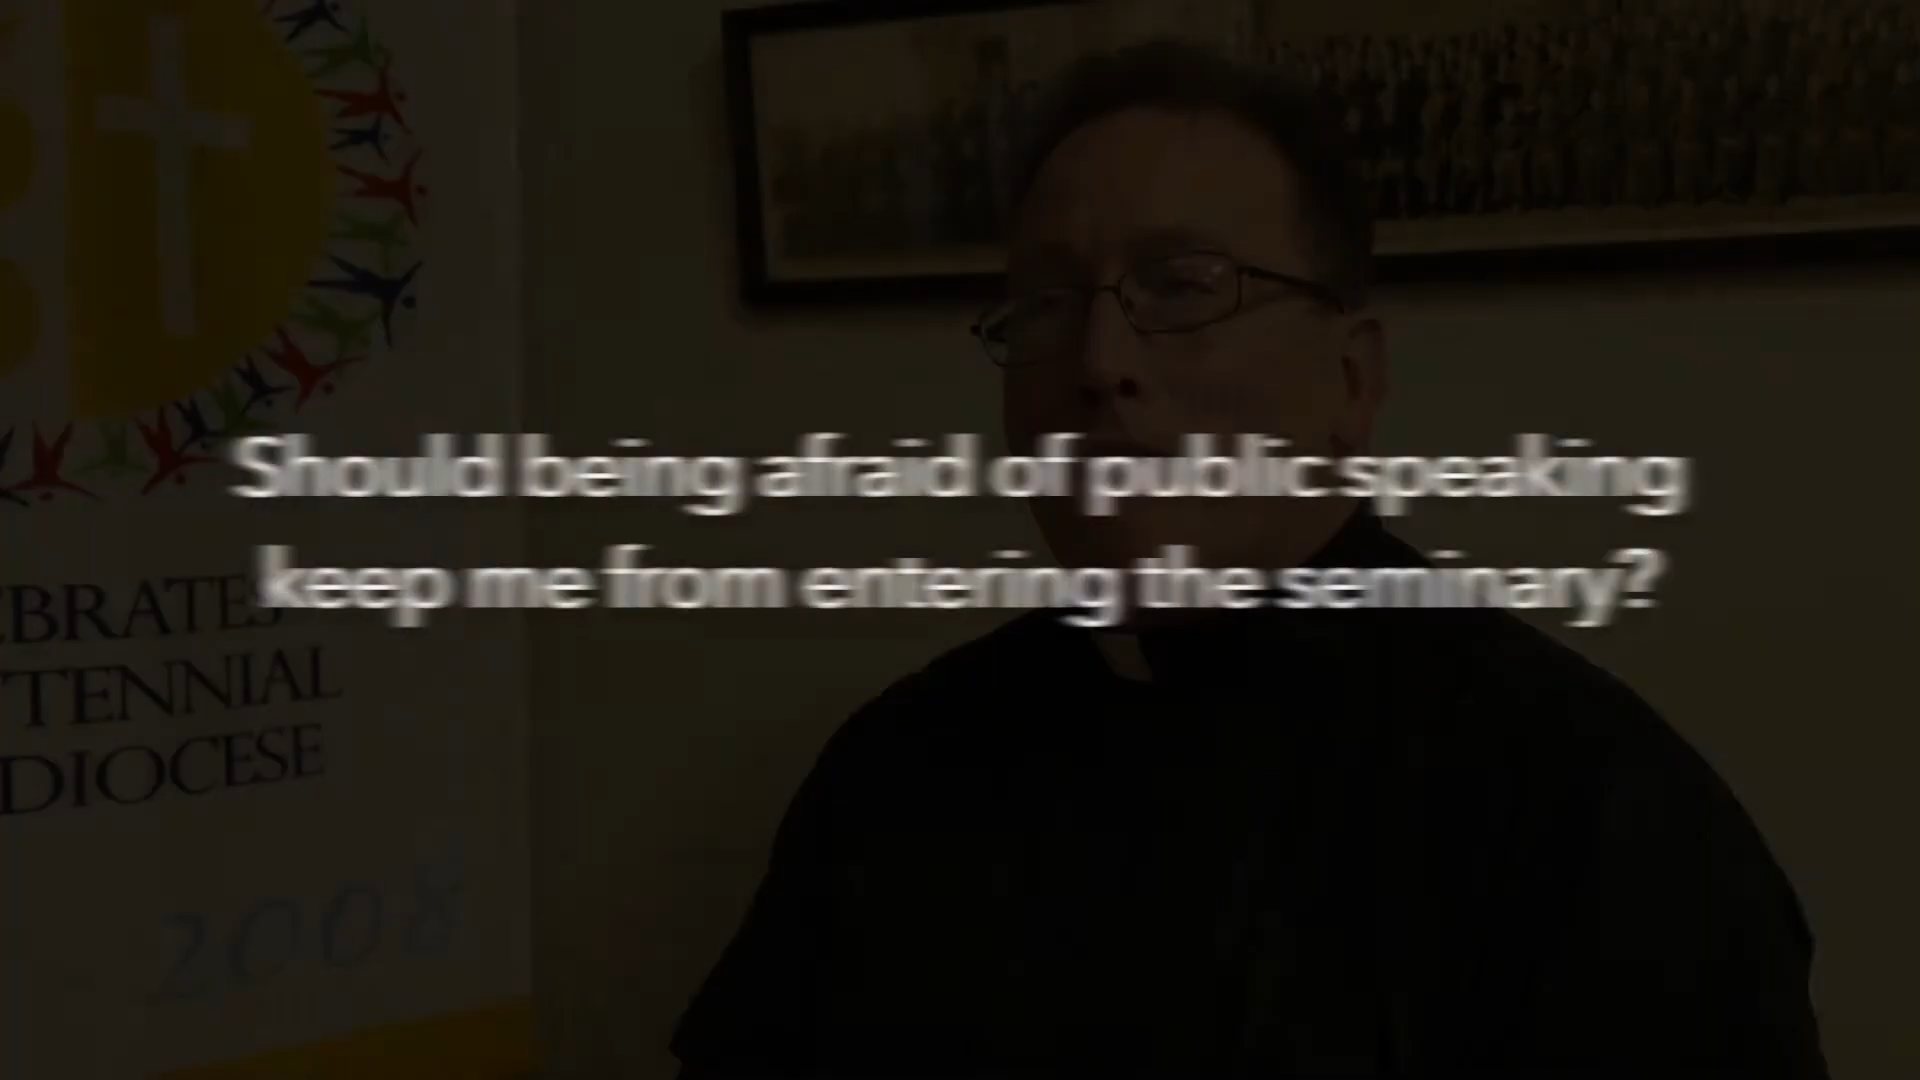 Should being afraid of public speaking
keep me from entering the seminary?
EBRATES
TENNIAL
DIOCESE
2008